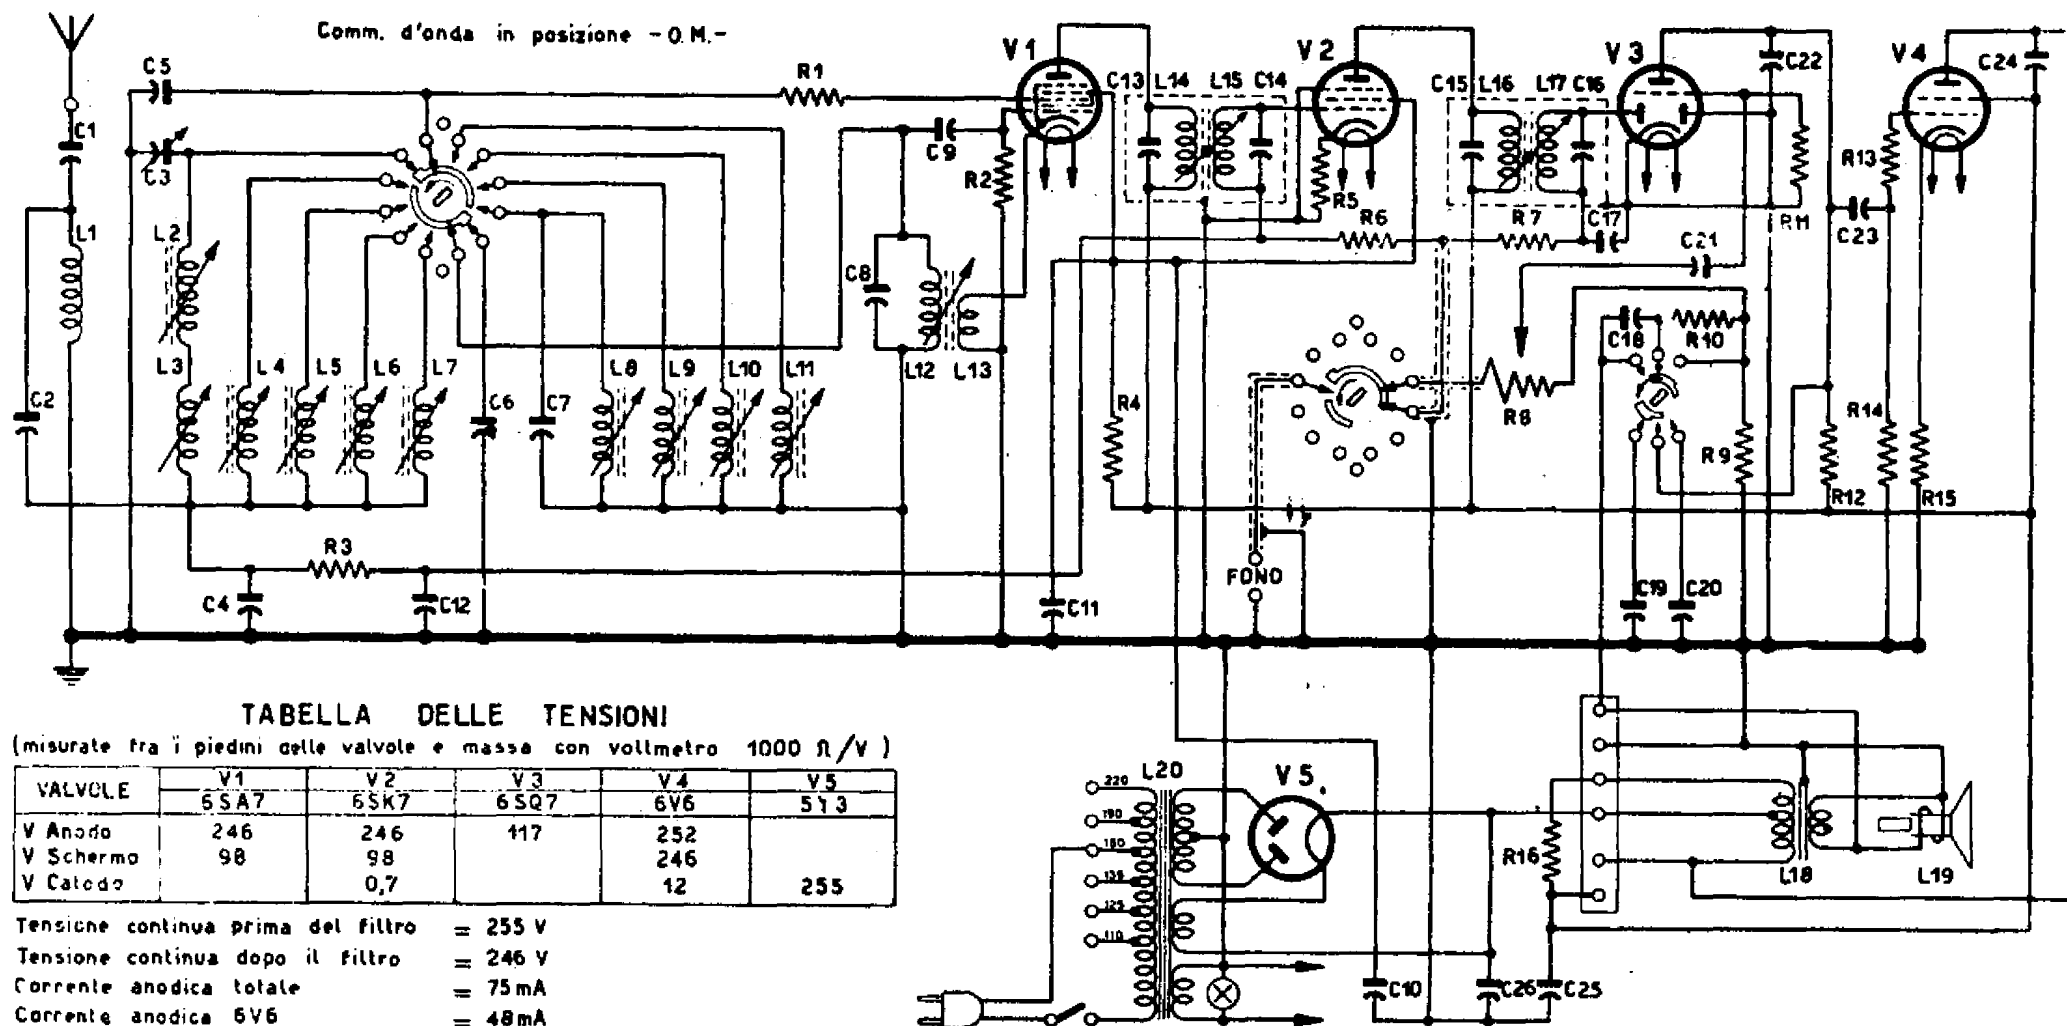 Comm. d'onda in posizione - O.M.-
V1
V2
V3
V4
C5
R1
C13
L14
L15
C14
C15
L16
L17
C16
C22
C24
C1
C3
C9
R2
R5
R6
R7
C17
RM
R13
C23
C21
L1
L2
C8
L12
L13
C18
R10
C2
L3
L4
L5
L6
L7
C6
C7
L8
L9
L10
L11
R4
R8
R9
R14
R12
R15
R3
C4
C12
C11
FONO
C19
C20
TABELLA DELLE TENSIONI
(misurate fra i piedini delle valvole e massa con voltmetro 1000 Ω/V)
VALVOLE V1 V2 V3 V4 V5
6SA7 6SK7 6SQ7 6V6 5Y3
V Anodo 246 246 117 252
V Schermo 98 98 246
V Catodo 0,7 12 255
Tensione continua prima del filtro = 255 V
Tensione continua dopo il filtro = 246 V
Corrente anodica totale = 75 mA
Corrente anodica 6V6 = 48 mA
L20
V5
220
190
160
135
125
110
R16
L18
L19
C10
C26
C25